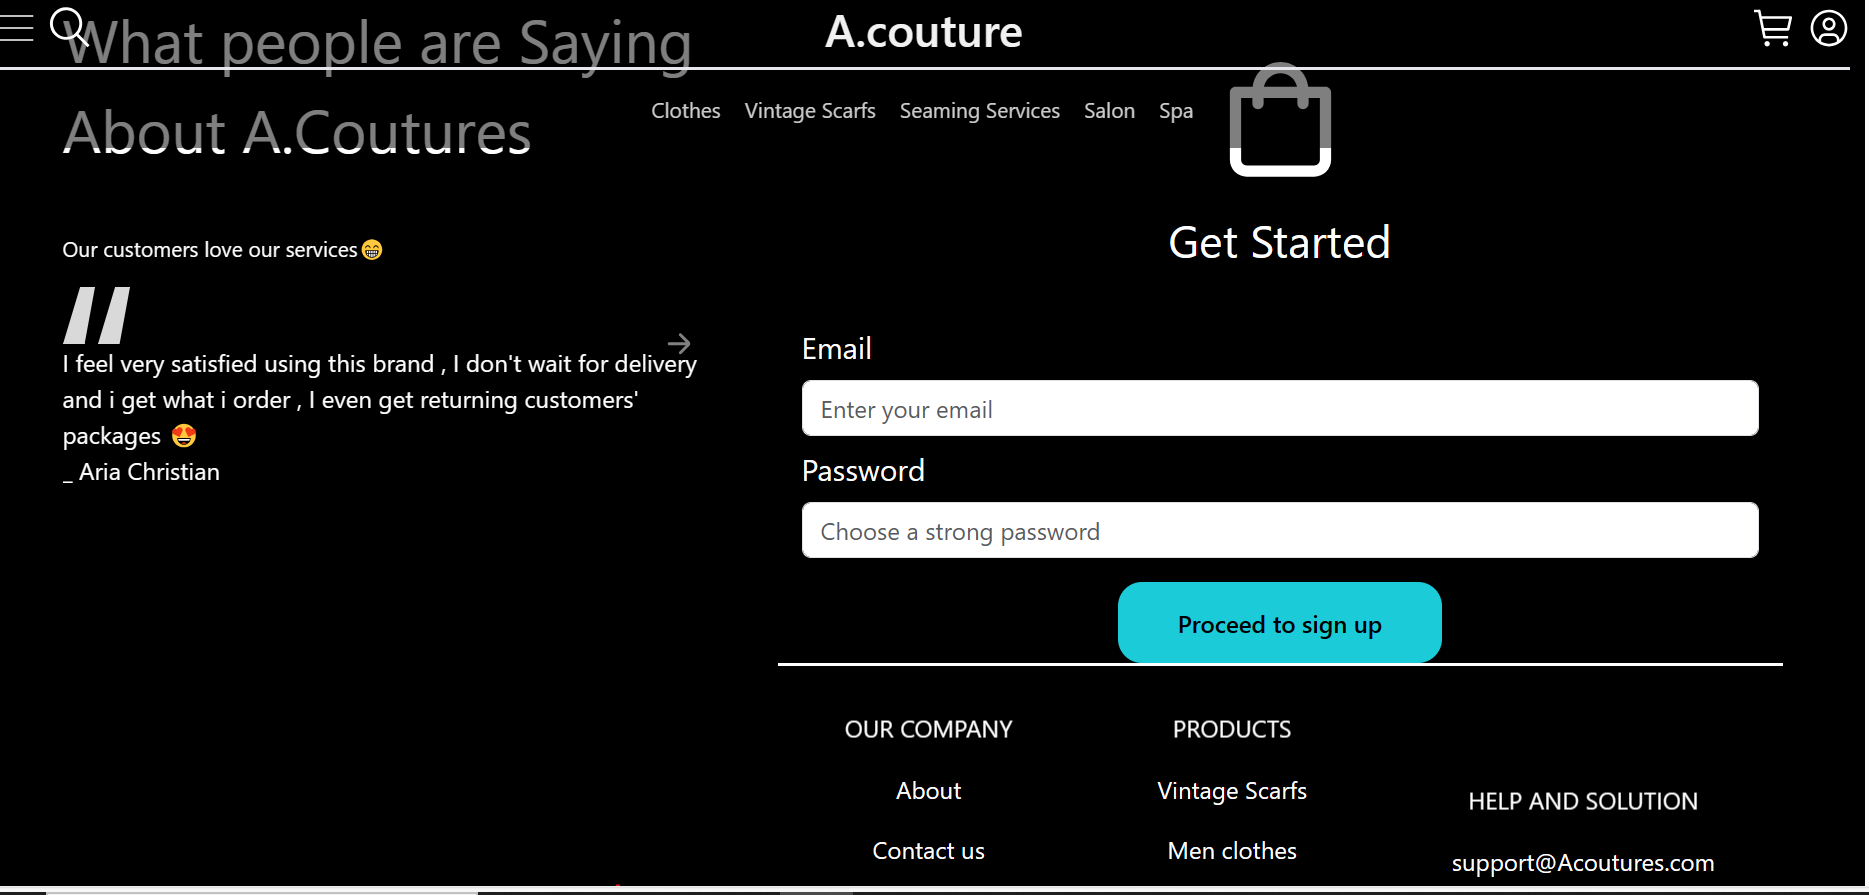 A.couture
What people are Saying
About A.Coutures
Clothes Vintage Scarfs Seaming Services Salon Spa
Our customers love our services😁
I feel very satisfied using this brand , I don't wait for delivery
and i get what i order , I even get returning customers'
packages 😍
_ Aria Christian
Get Started
Email
Enter your email
Password
Choose a strong password
Proceed to sign up
OUR COMPANY
About
Contact us
PRODUCTS
Vintage Scarfs
Men clothes
HELP AND SOLUTION
support@Acoutures.com